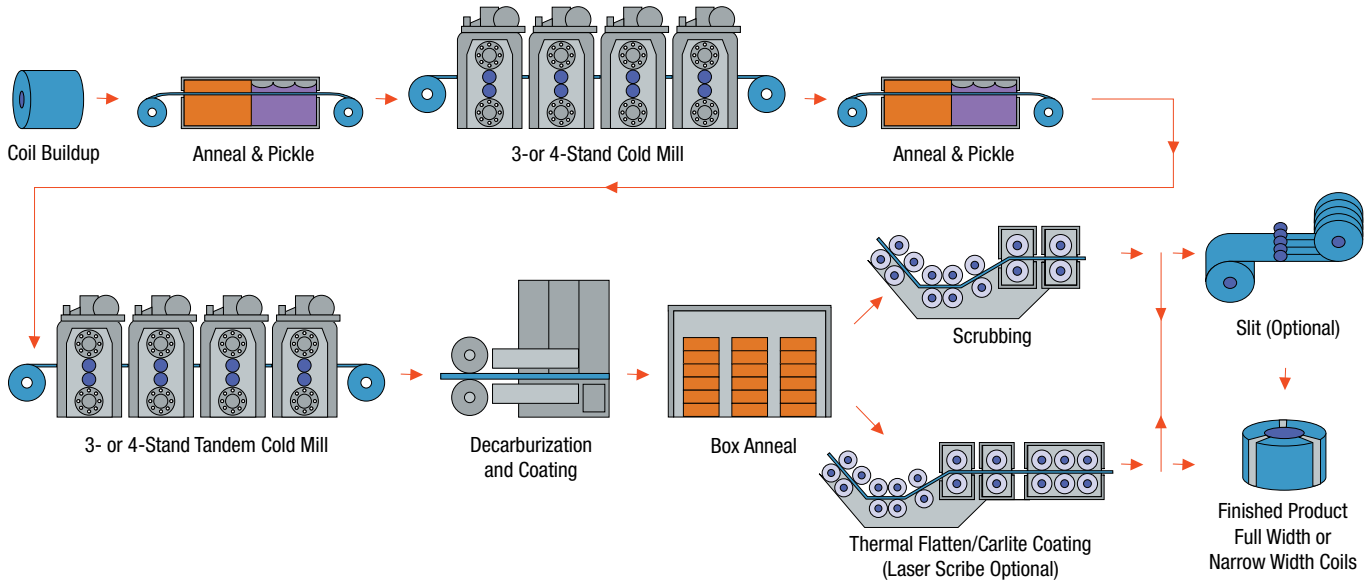 Coil Buildup
Anneal & Pickle
3-or 4-Stand Cold Mill
Anneal & Pickle
3- or 4-Stand Tandem Cold Mill
Decarburization
and Coating
Box Anneal
Scrubbing
Thermal Flatten/Carlite Coating
(Laser Scribe Optional)
Slit (Optional)
Finished Product
Full Width or
Narrow Width Coils